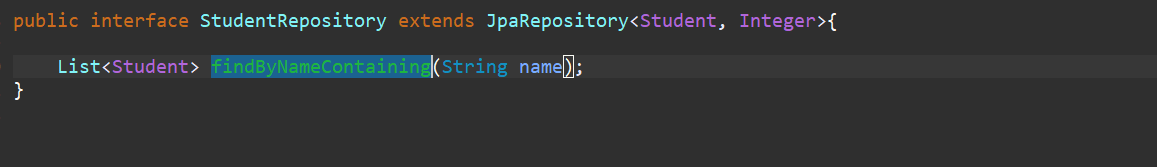 public interface StudentRepository extends JpaRepository<Student, Integer>{
List<Student> findByNameContaining(String name);
}